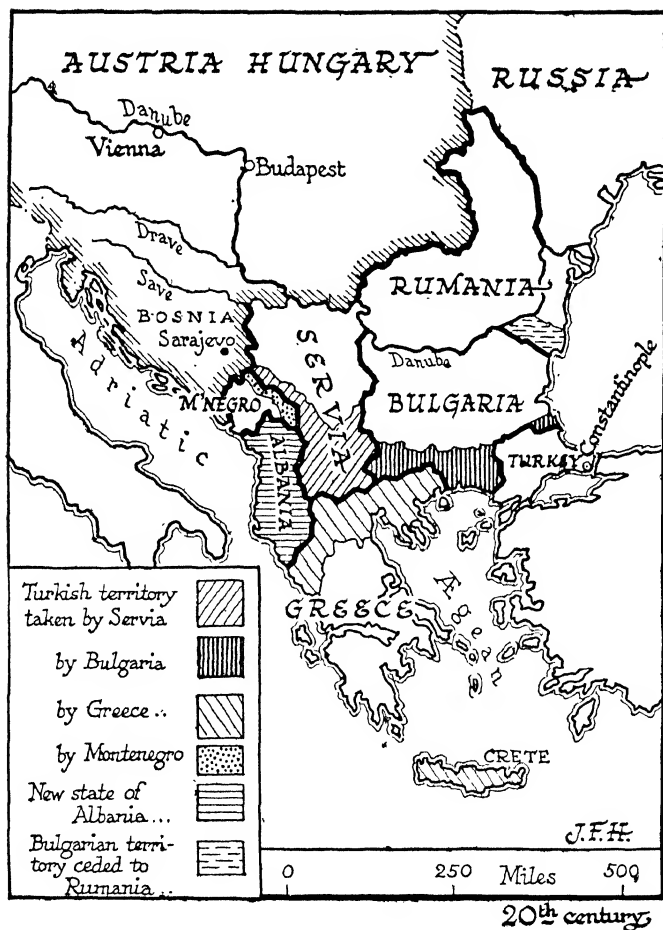 AUSTRIA HUNGARY
RUSSIA
Danube
Vienna
Budapest
Drave
Save
BOSNIA
Sarajevo
RUMANIA
SERVIA
Danube
BULGARIA
Adriatic
M'NEGRO
ALBANIA
TURKEY
Constantinople
GREECE
Ægean
CRETE
Turkish territory
taken by Servia
by Bulgaria
by Greece ..
by Montenegro
New state of
Albania ...
Bulgarian terri-
tory ceded to
Rumania ..
J.F.H.
0 250 Miles 500
20th century